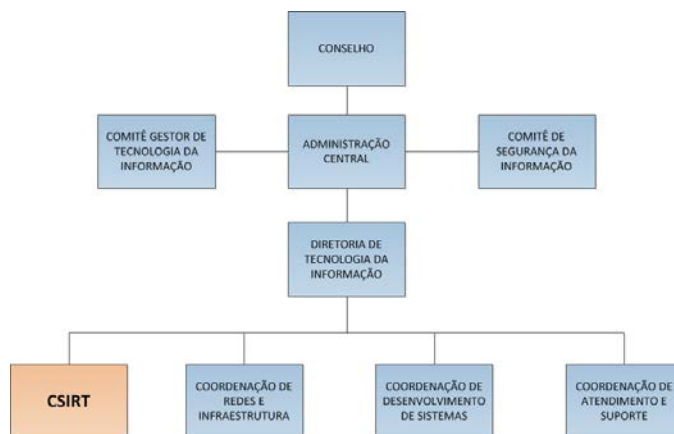 CONSELHO
COMITÊ GESTOR DE
TECNOLOGIA DA
INFORMAÇÃO
ADMINISTRAÇÃO
CENTRAL
COMITÊ DE
SEGURANÇA DA
INFORMAÇÃO
DIRETORIA DE
TECNOLOGIA DA
INFORMAÇÃO
CSIRT
COORDENAÇÃO DE
REDES E
INFRAESTRUTURA
COORDENAÇÃO DE
DESENVOLVIMENTO
DE SISTEMAS
COORDENAÇÃO DE
ATENDIMENTO E
SUPORTE